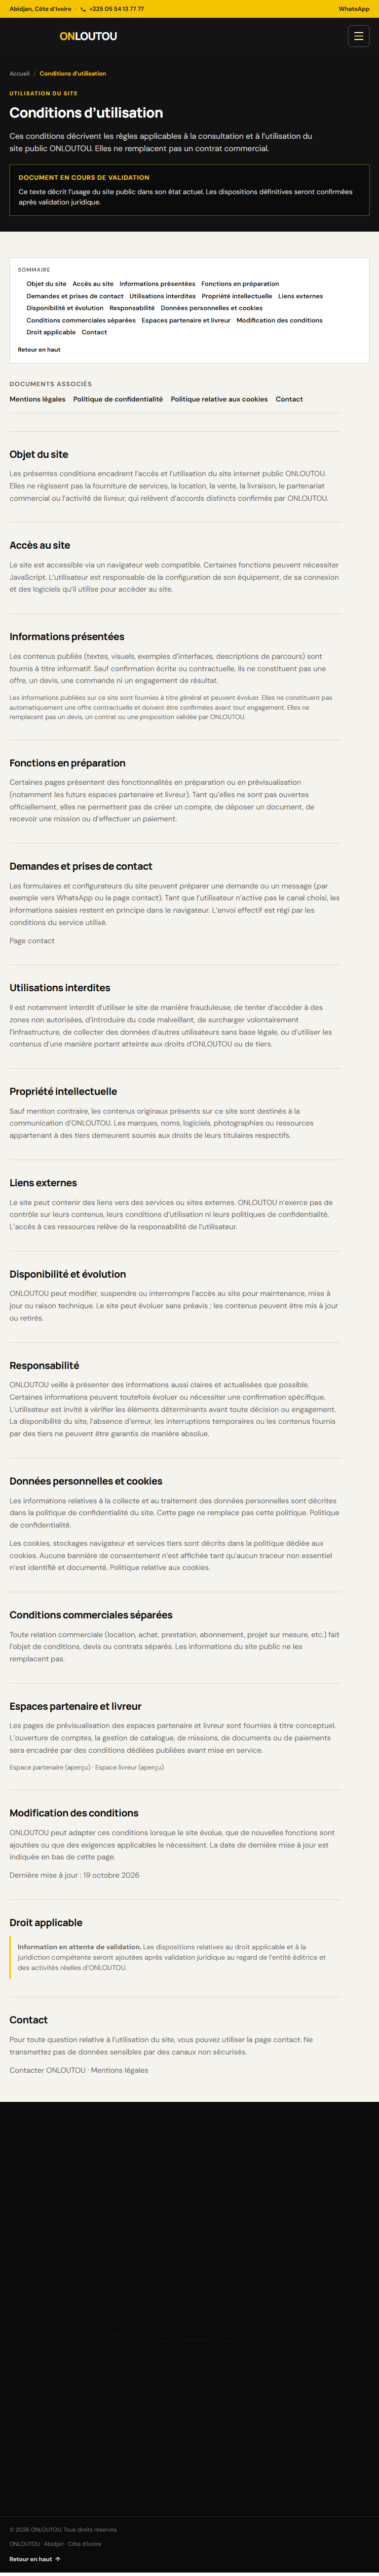 Abidjan, Côte d'Ivoire · +225 05 54 13 77 77 WhatsApp
ONLOUTOU
Accueil / Conditions d'utilisation
UTILISATION DU SITE
Conditions d'utilisation
Ces conditions décrivent les règles applicables à la consultation et à l'utilisation du
site public ONLOUTOU. Elles ne remplacent pas un contrat commercial.
DOCUMENT EN COURS DE VALIDATION
Ce texte décrit l'usage du site public dans son état actuel. Les dispositions définitives seront confirmées
après validation juridique.
SOMMAIRE
Objet du site Accès au site Informations présentées Fonctions en préparation
Demandes et prises de contact Utilisations interdites Propriété intellectuelle Liens externes
Disponibilité et évolution Responsabilité Données personnelles et cookies
Conditions commerciales séparées Espaces partenaire et livreur Modification des conditions
Droit applicable Contact
Retour en haut
DOCUMENTS ASSOCIÉS
Mentions légales Politique de confidentialité Politique relative aux cookies Contact
Objet du site
Les présentes conditions encadrent l'accès et l'utilisation du site internet public ONLOUTOU.
Elles ne régissent pas la fourniture de services, la location, la vente, la livraison, le partenariat
commercial ou l'activité de livreur, qui relèvent d'accords distincts confirmés par ONLOUTOU.
Accès au site
Le site est accessible via un navigateur web compatible. Certaines fonctions peuvent nécessiter
JavaScript. L'utilisateur est responsable de la configuration de son équipement, de sa connexion
et des logiciels qu'il utilise pour accéder au site.
Informations présentées
Les contenus publiés (textes, visuels, exemples d'interfaces, descriptions de parcours) sont
fournis à titre informatif. Sauf confirmation écrite ou contractuelle, ils ne constituent pas une
offre, un devis, une commande ni un engagement de résultat.
Les informations publiées sur ce site sont fournies à titre général et peuvent évoluer. Elles ne constituent pas
automatiquement une offre contractuelle et doivent être confirmées avant tout engagement. Elles ne
remplacent pas un devis, un contrat ou une proposition validée par ONLOUTOU.
Fonctions en préparation
Certaines pages présentent des fonctionnalités en préparation ou en prévisualisation
(notamment les futurs espaces partenaire et livreur). Tant qu'elles ne sont pas ouvertes
officiellement, elles ne permettent pas de créer un compte, de déposer un document, de
recevoir une mission ou d'effectuer un paiement.
Demandes et prises de contact
Les formulaires et configurateurs du site peuvent préparer une demande ou un message (par
exemple vers WhatsApp ou la page contact). Tant que l'utilisateur n'active pas le canal choisi, les
informations saisies restent en principe dans le navigateur. L'envoi effectif est régi par les
conditions du service utilisé.
Page contact
Utilisations interdites
Il est notamment interdit d'utiliser le site de manière frauduleuse, de tenter d'accéder à des
zones non autorisées, d'introduire du code malveillant, de surcharger volontairement
l'infrastructure, de collecter des données d'autres utilisateurs sans base légale, ou d'utiliser les
contenus d'une manière portant atteinte aux droits d'ONLOUTOU ou de tiers.
Propriété intellectuelle
Sauf mention contraire, les contenus originaux présents sur ce site sont destinés à la
communication d'ONLOUTOU. Les marques, noms, logiciels, photographies ou ressources
appartenant à des tiers demeurent soumis aux droits de leurs titulaires respectifs.
Liens externes
Le site peut contenir des liens vers des services ou sites externes. ONLOUTOU n'exerce pas de
contrôle sur leurs contenus, leurs conditions d'utilisation ni leurs politiques de confidentialité.
L'accès à ces ressources relève de la responsabilité de l'utilisateur.
Disponibilité et évolution
ONLOUTOU peut modifier, suspendre ou interrompre l'accès au site pour maintenance, mise à
jour ou raison technique. Le site peut évoluer sans préavis ; les contenus peuvent être mis à jour
ou retirés.
Responsabilité
ONLOUTOU veille à présenter des informations aussi claires et actualisées que possible.
Certaines informations peuvent toutefois évoluer ou nécessiter une confirmation spécifique.
L'utilisateur est invité à vérifier les éléments déterminants avant toute décision ou engagement.
La disponibilité du site, l'absence d'erreur, les interruptions temporaires ou les contenus fournis
par des tiers ne peuvent être garantis de manière absolue.
Données personnelles et cookies
Les informations relatives à la collecte et au traitement des données personnelles sont décrites
dans la politique de confidentialité du site. Cette page ne remplace pas cette politique. Politique
de confidentialité.
Les cookies, stockages navigateur et services tiers sont décrits dans la politique dédiée aux
cookies. Aucune bannière de consentement n'est affichée tant qu'aucun traceur non essentiel
n'est identifié et documenté. Politique relative aux cookies.
Conditions commerciales séparées
Toute relation commerciale (location, achat, prestation, abonnement, projet sur mesure, etc.) fait
l'objet de conditions, devis ou contrats séparés. Les informations du site public ne les
remplacent pas.
Espaces partenaire et livreur
Les pages de prévisualisation des espaces partenaire et livreur sont fournies à titre conceptuel.
L'ouverture de comptes, la gestion de catalogue, de missions, de documents ou de paiements
sera encadrée par des conditions dédiées publiées avant mise en service.
Espace partenaire (aperçu) · Espace livreur (aperçu)
Modification des conditions
ONLOUTOU peut adapter ces conditions lorsque le site évolue, que de nouvelles fonctions sont
ajoutées ou que des exigences applicables le nécessitent. La date de dernière mise à jour est
indiquée en bas de cette page.
Dernière mise à jour : 19 octobre 2026
Droit applicable
Information en attente de validation. Les dispositions relatives au droit applicable et à la
juridiction compétente seront ajoutées après validation juridique au regard de l'entité éditrice et
des activités réelles d'ONLOUTOU.
Contact
Pour toute question relative à l'utilisation du site, vous pouvez utiliser la page contact. Ne
transmettez pas de données sensibles par des canaux non sécurisés.
Contacter ONLOUTOU · Mentions légales
© 2026 ONLOUTOU. Tous droits réservés.
ONLOUTOU · Abidjan · Côte d'Ivoire
Retour en haut ↑